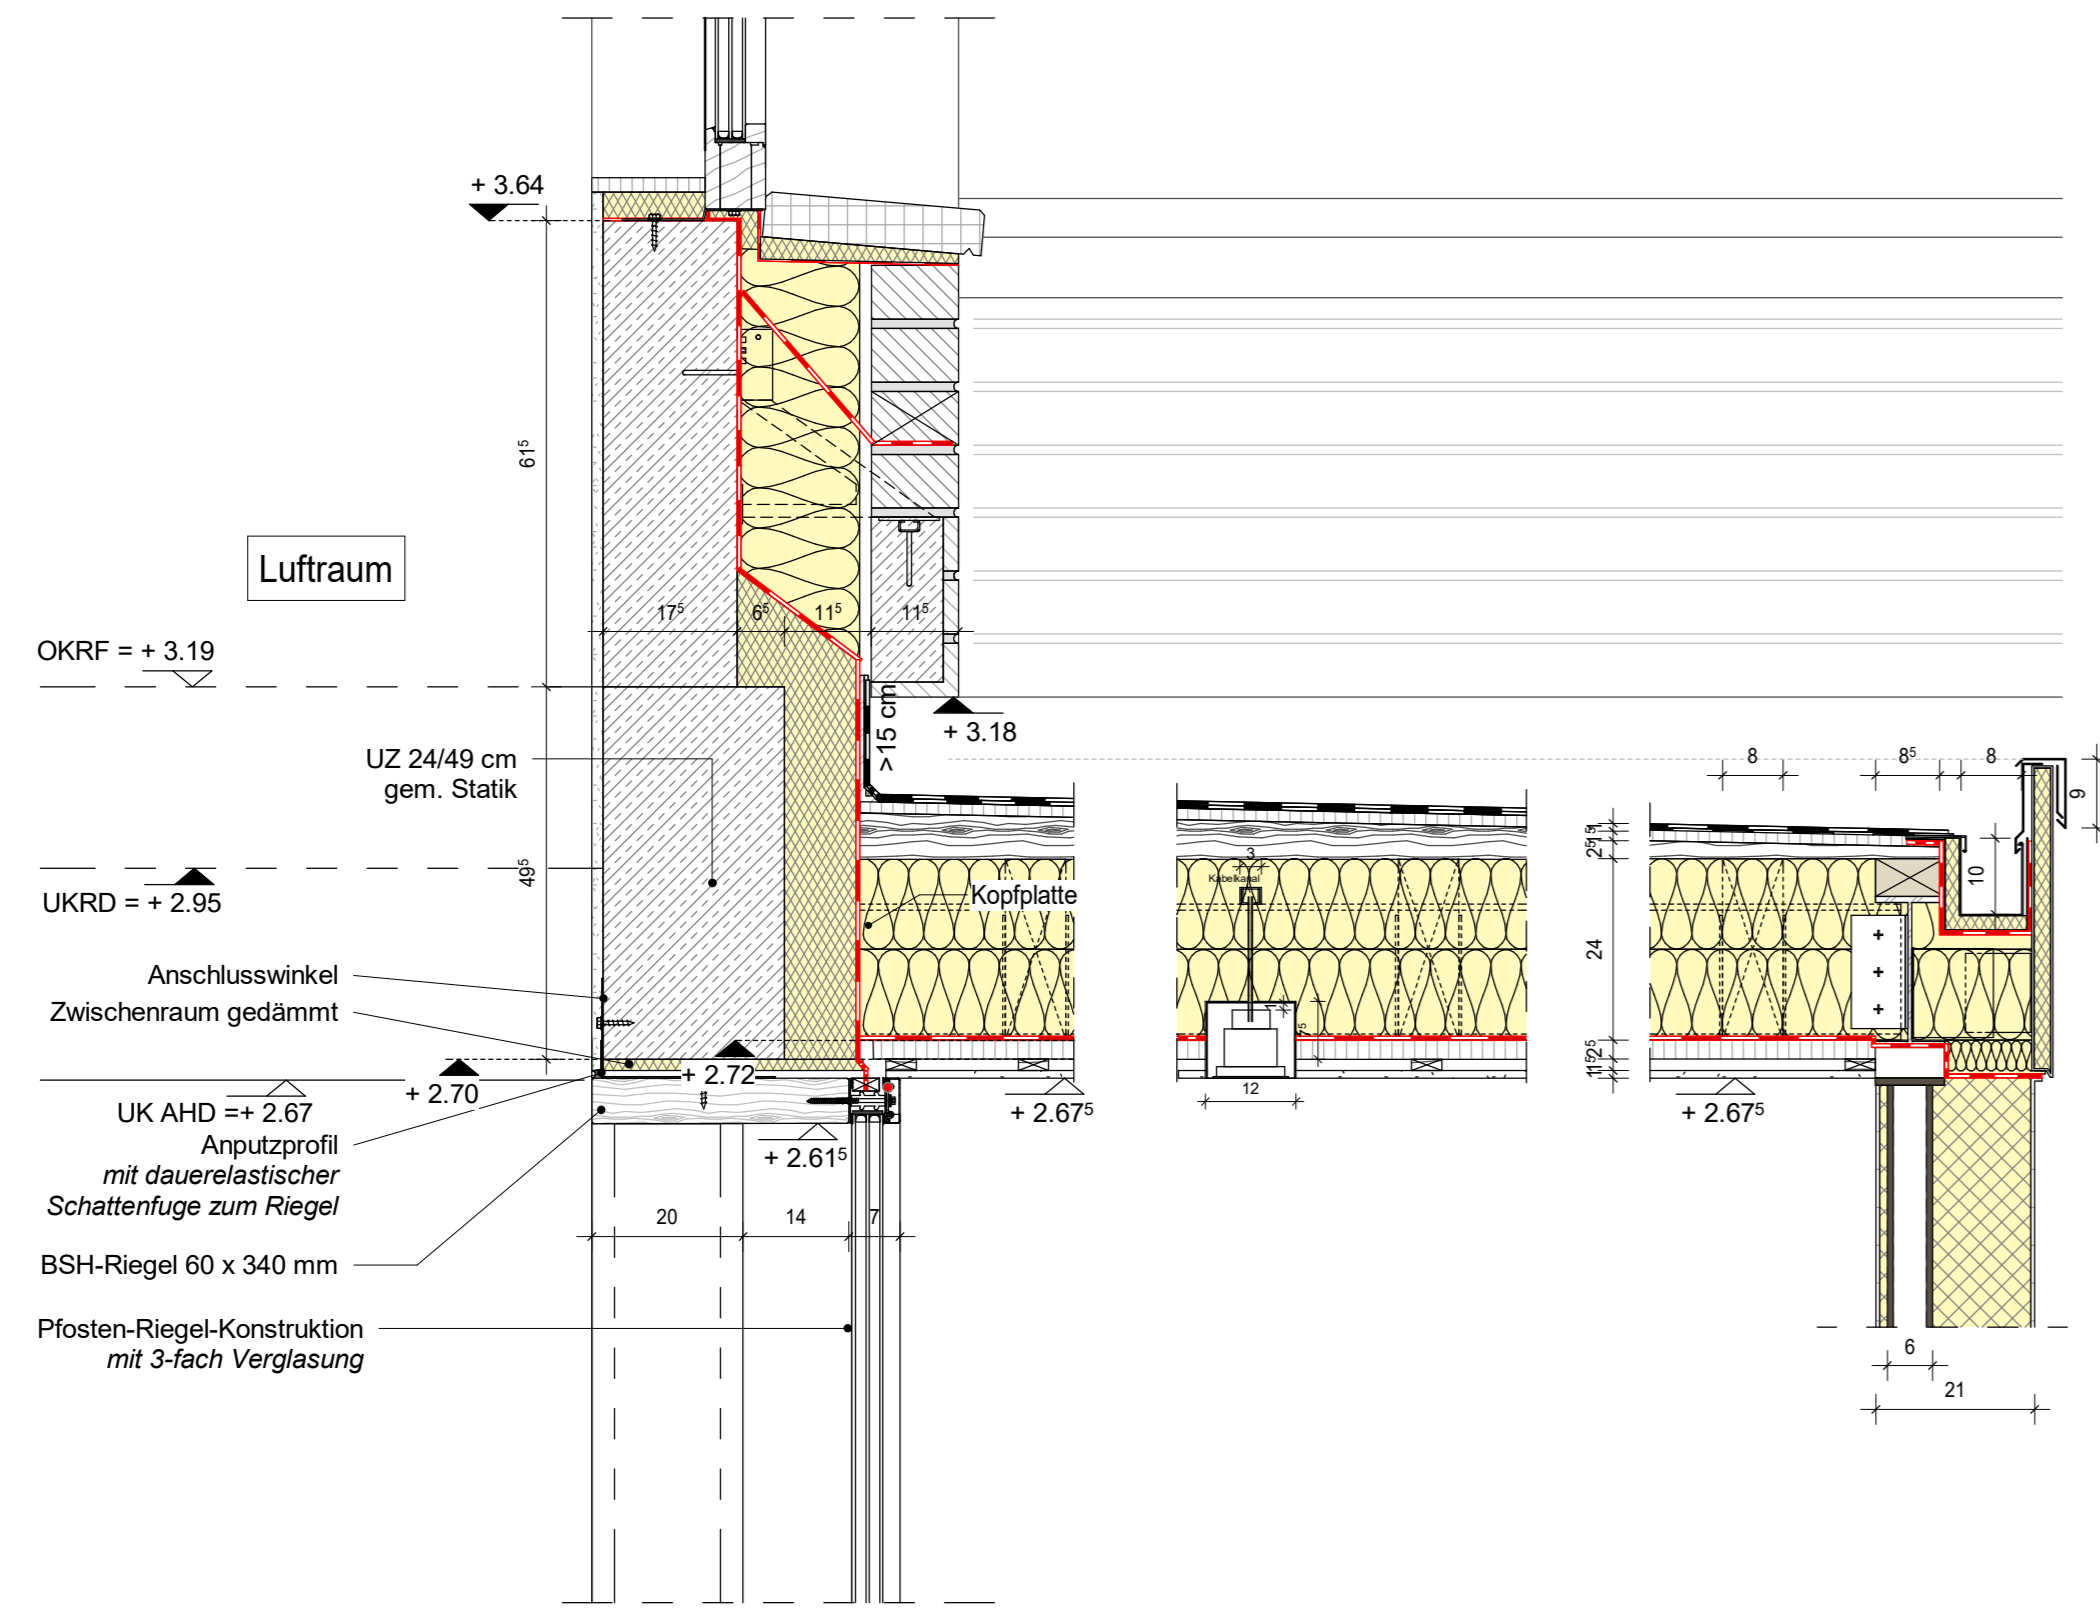 + 3.64
61⁵
Luftraum
17⁵
6⁵
11⁵
11⁵
OKRF = + 3.19
>15 cm
+ 3.18
UZ 24/49 cm
gem. Statik
8
8⁵
8
9
49⁵
3
Kabelkanal
Kopfplatte
10
24
UKRD = + 2.95
Anschlusswinkel
Zwischenraum gedämmt
+ 2.72
+ 2.70
12
UK AHD =+ 2.67
+ 2.67⁵
+ 2.67⁵
Anputzprofil
mit dauerelastischer
Schattenfuge zum Riegel
+ 2.61⁵
20
14
7
BSH-Riegel 60 x 340 mm
Pfosten-Riegel-Konstruktion
mit 3-fach Verglasung
6
21